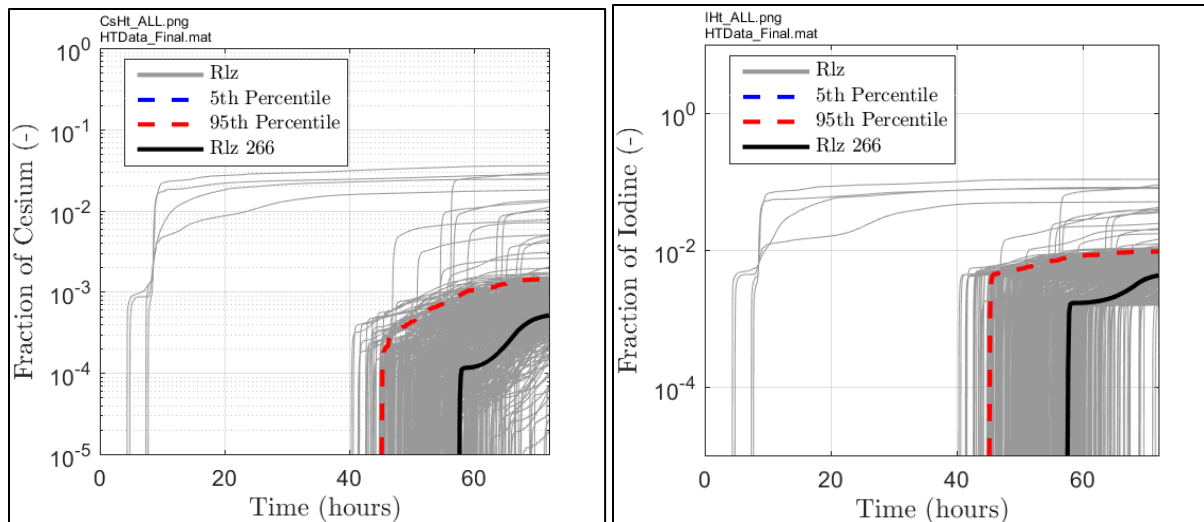 CsHt_ALL.png
HTData_Final.mat
10^0
10^-1
10^-2
10^-3
10^-4
10^-5
Fraction of Cesium (-)
Rlz
5th Percentile
95th Percentile
Rlz 266
0 20 40 60
Time (hours)
IHt_ALL.png
HTData_Final.mat
10^0
10^-2
10^-4
Fraction of Iodine (-)
Rlz
5th Percentile
95th Percentile
Rlz 266
0 20 40 60
Time (hours)